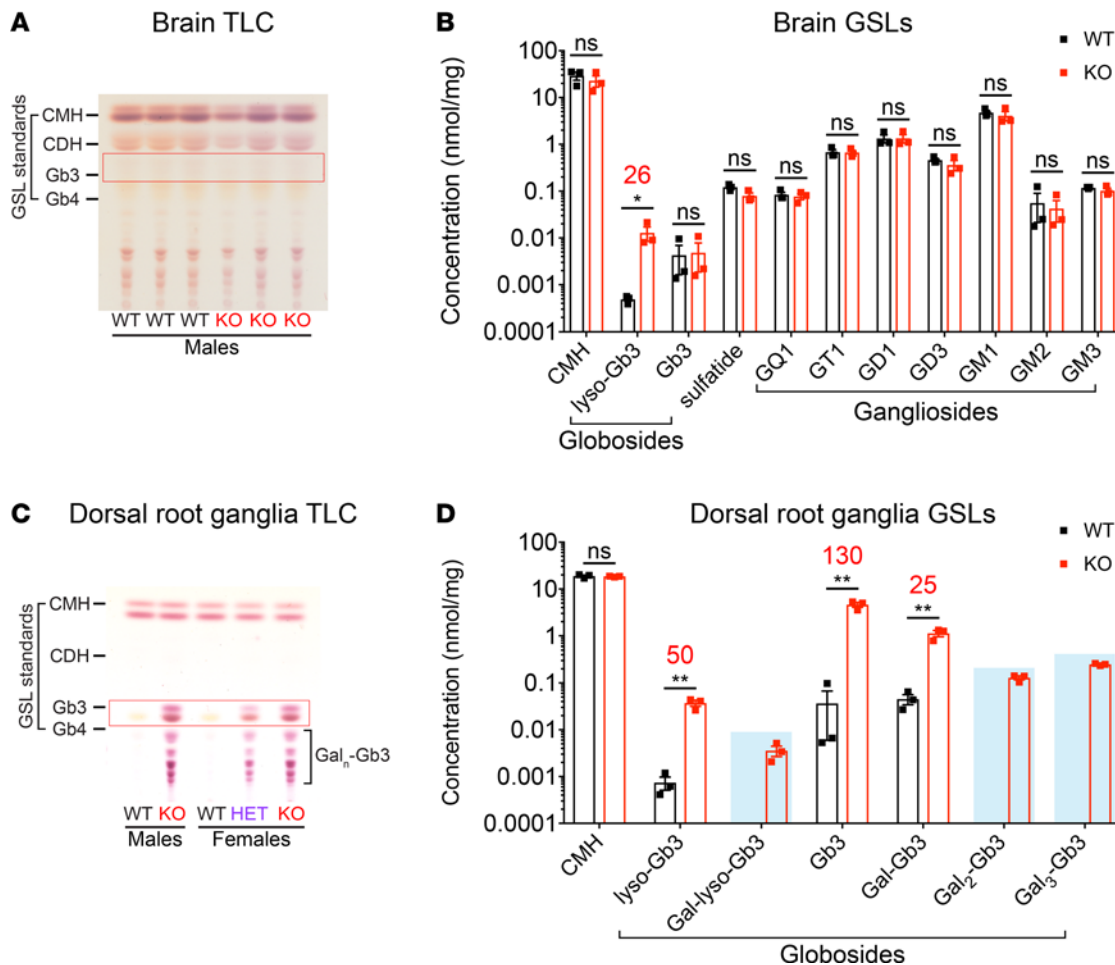 A Brain TLC
GSL standards
CMH
CDH
Gb3
Gb4
WT WT WT KO KO KO
Males
B Brain GSLs
WT
KO
Concentration (nmol/mg)
100
10
1
0.1
0.01
0.001
0.0001
ns
26
*
ns
ns
ns
ns
ns
ns
ns
ns
ns
CMH
lyso-Gb3
Gb3
sulfatide
GQ1
GT1
GD1
GD3
GM1
GM2
GM3
Globosides
Gangliosides
C Dorsal root ganglia TLC
GSL standards
CMH
CDH
Gb3
Gb4
Galn-Gb3
WT KO WT HET KO
Males Females
D Dorsal root ganglia GSLs
WT
KO
Concentration (nmol/mg)
100
10
1
0.1
0.01
0.001
0.0001
ns
50
**
130
**
25
**
CMH
lyso-Gb3
Gal-lyso-Gb3
Gb3
Gal-Gb3
Gal2-Gb3
Gal3-Gb3
Globosides